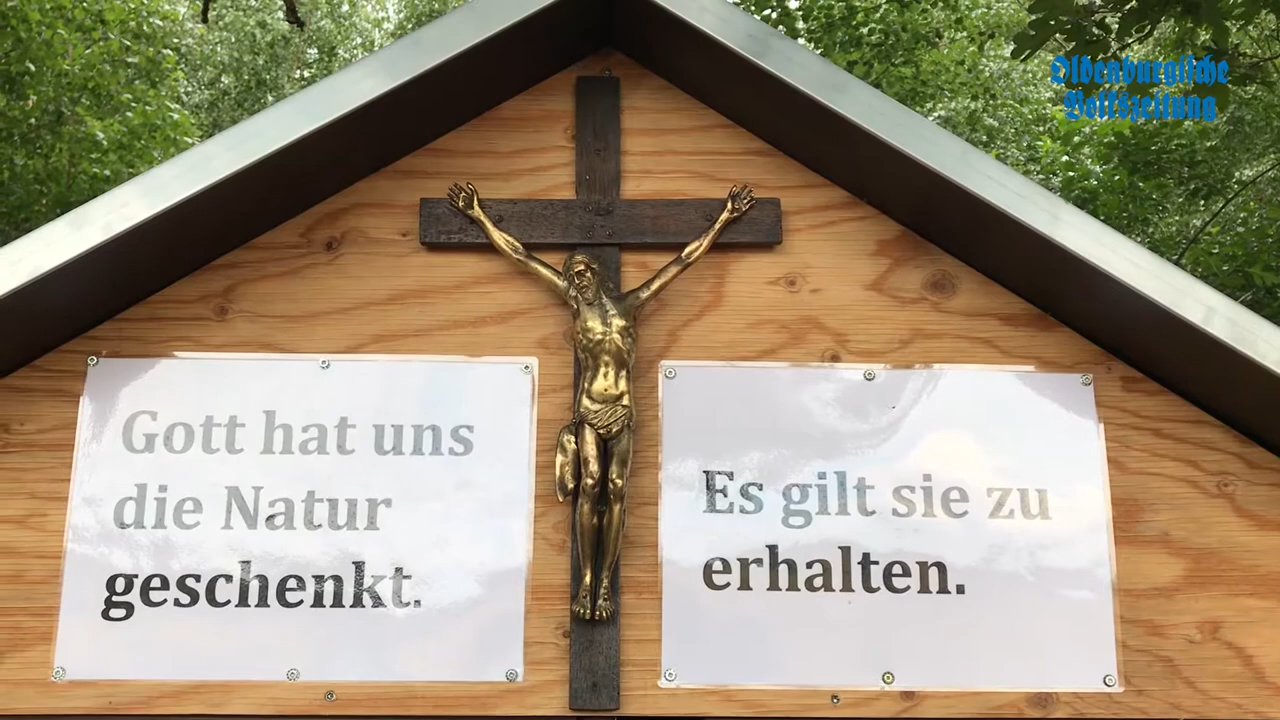 Oldenburgische
Volkszeitung
Gott hat uns
die Natur
geschenkt.
Es gilt sie zu
erhalten.